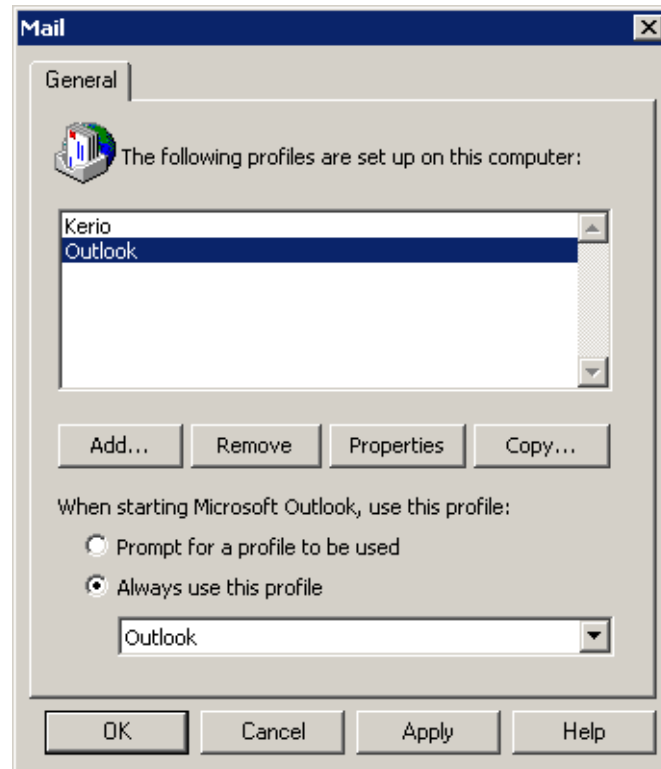 Mail
General
The following profiles are set up on this computer:
Kerio
Outlook
Add... Remove Properties Copy...
When starting Microsoft Outlook, use this profile:
Prompt for a profile to be used
Always use this profile
Outlook
OK Cancel Apply Help